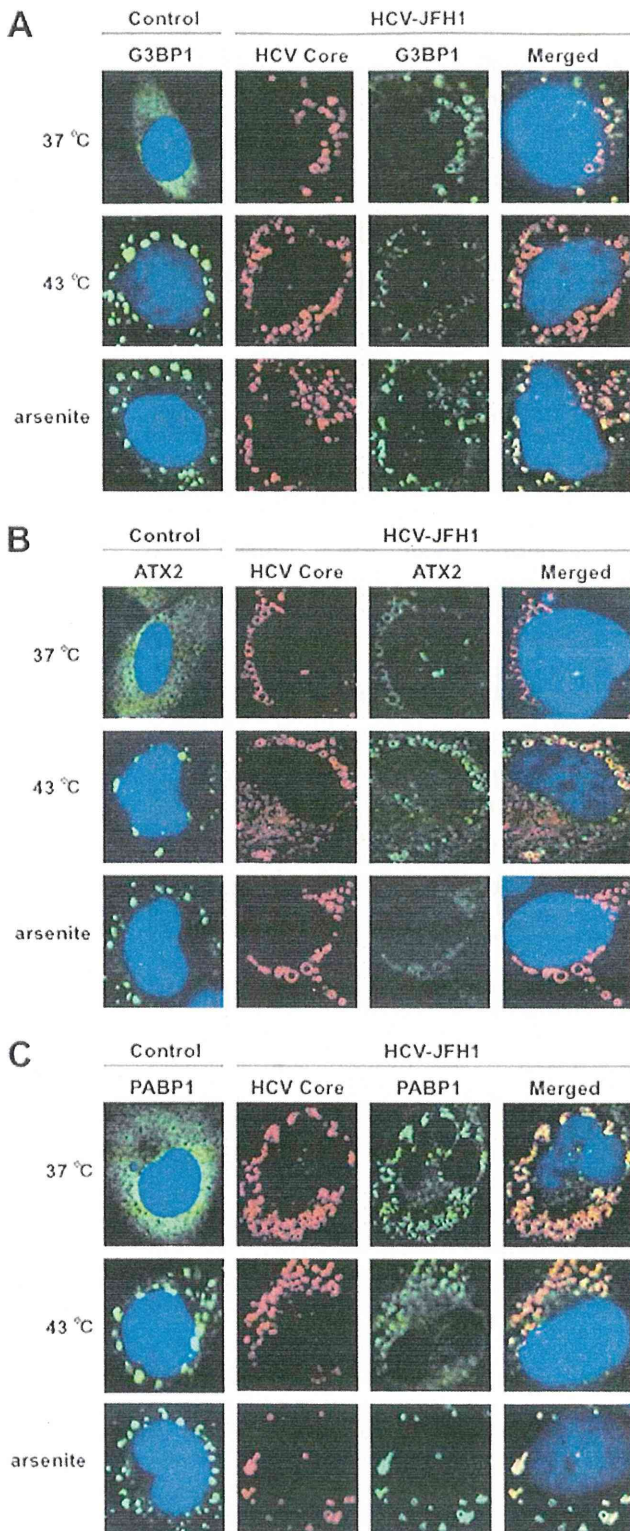 A
Control HCV-JFH1
G3BP1 HCV Core G3BP1 Merged
37 °C
43 °C
arsenite
B
Control HCV-JFH1
ATX2 HCV Core ATX2 Merged
37 °C
43 °C
arsenite
C
Control HCV-JFH1
PABP1 HCV Core PABP1 Merged
37 °C
43 °C
arsenite